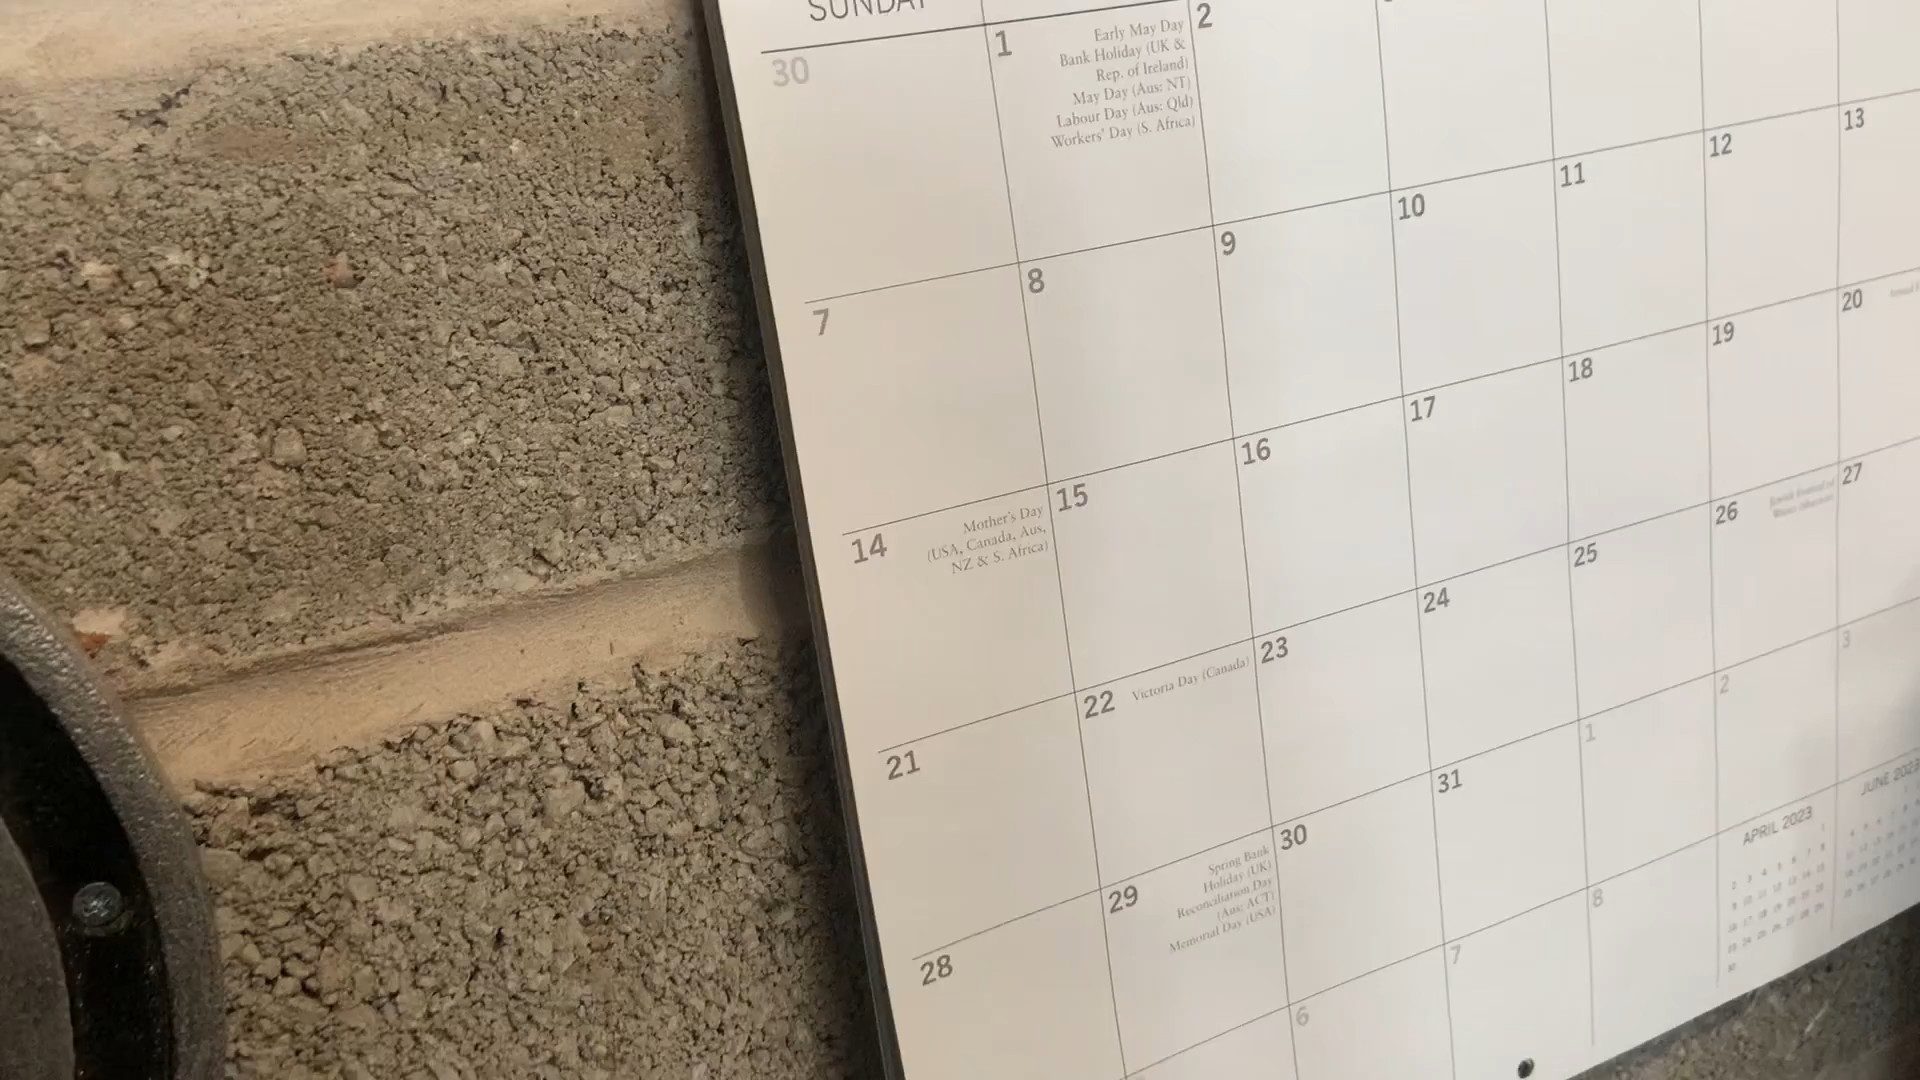 SUNDAY
30
1
Early May Day
Bank Holiday (UK &
Rep. of Ireland)
May Day (Aus: NT)
Labour Day (Aus: Qld)
Workers' Day (S. Africa)
2
7
8
9
10
11
12
13
14
Mother's Day
(USA, Canada, Aus,
NZ & S. Africa)
15
16
17
18
19
20
21
22
Victoria Day (Canada)
23
24
25
26
27
28
29
Spring Bank
Holiday (UK)
Reconciliation Day
(Aus: ACT)
Memorial Day (USA)
30
31
1
2
3
6
7
8
APRIL 2023
JUNE 2023